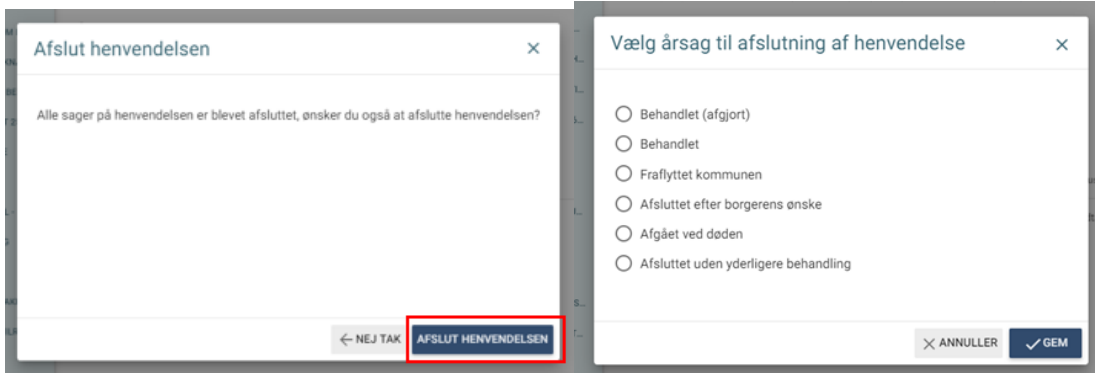 Afslut henvendelsen
Alle sager på henvendelsen er blevet afsluttet, ønsker du også at afslutte henvendelsen?
NEJ TAK
AFSLUT HENVENDELSEN
Vælg årsag til afslutning af henvendelse
Behandlet (afgjort)
Behandlet
Fraflyttet kommunen
Afsluttet efter borgerens ønske
Afgået ved døden
Afsluttet uden yderligere behandling
ANNULLER
GEM